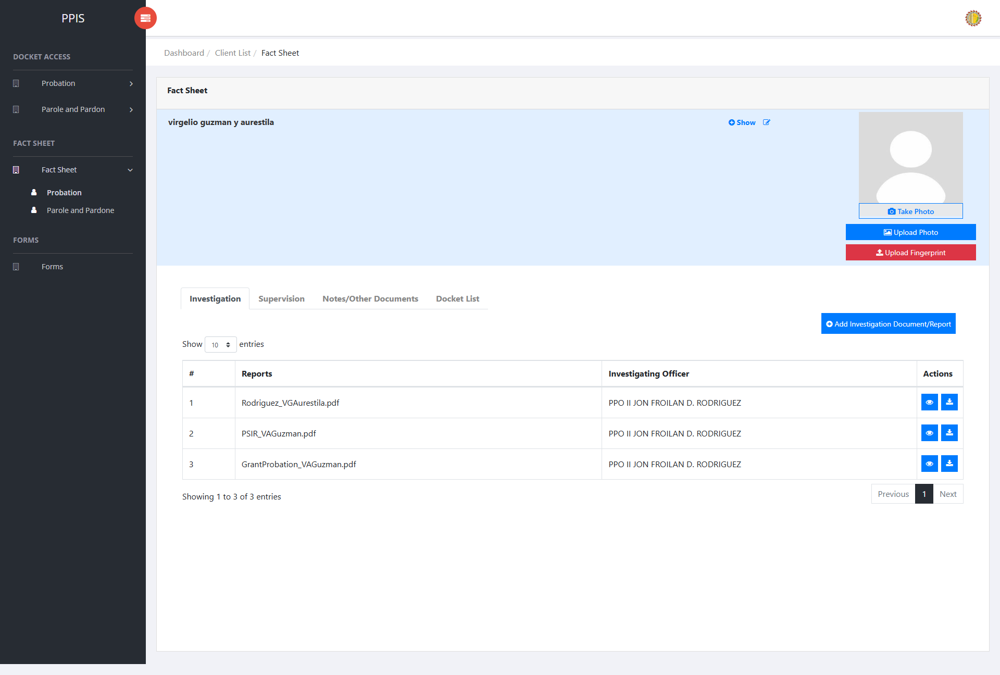 PPIS
DOCKET ACCESS
Probation
Parole and Pardon
FACT SHEET
Fact Sheet
Probation
Parole and Pardone
FORMS
Forms
Dashboard / Client List / Fact Sheet
Fact Sheet
virgelio guzman y aurestila
Show
Take Photo
Upload Photo
Upload Fingerprint
Investigation Supervision Notes/Other Documents Docket List
Add Investigation Document/Report
Show 10 entries
# Reports Investigating Officer Actions
1 Rodriguez_VGAurestila.pdf PPO II JON FROILAN D. RODRIGUEZ
2 PSIR_VAGuzman.pdf PPO II JON FROILAN D. RODRIGUEZ
3 GrantProbation_VAGuzman.pdf PPO II JON FROILAN D. RODRIGUEZ
Showing 1 to 3 of 3 entries
Previous 1 Next